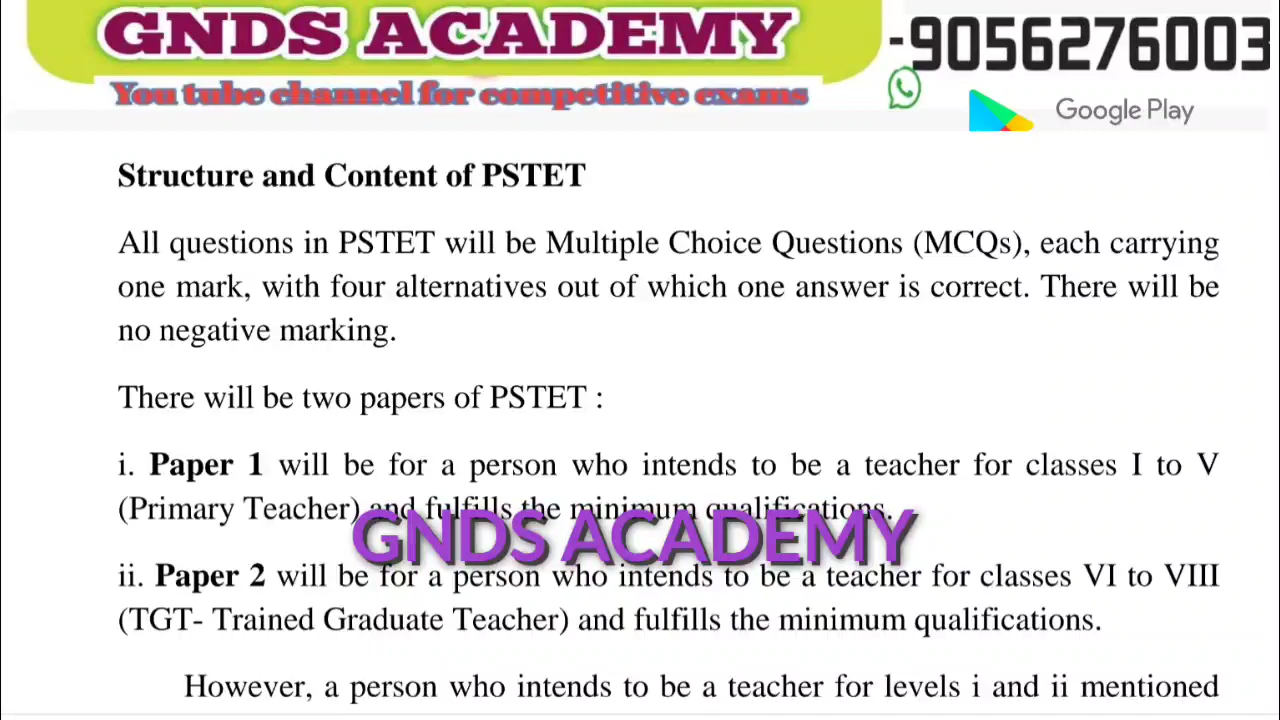 GNDS ACADEMY
You tube channel for competitive exams
-9056276003
Google Play
Structure and Content of PSTET
All questions in PSTET will be Multiple Choice Questions (MCQs), each carrying
one mark, with four alternatives out of which one answer is correct. There will be
no negative marking.
There will be two papers of PSTET :
i. Paper 1 will be for a person who intends to be a teacher for classes I to V
(Primary Teacher) and fulfills the minimum qualifications.
GNDS ACADEMY
ii. Paper 2 will be for a person who intends to be a teacher for classes VI to VIII
(TGT- Trained Graduate Teacher) and fulfills the minimum qualifications.
However, a person who intends to be a teacher for levels i and ii mentioned